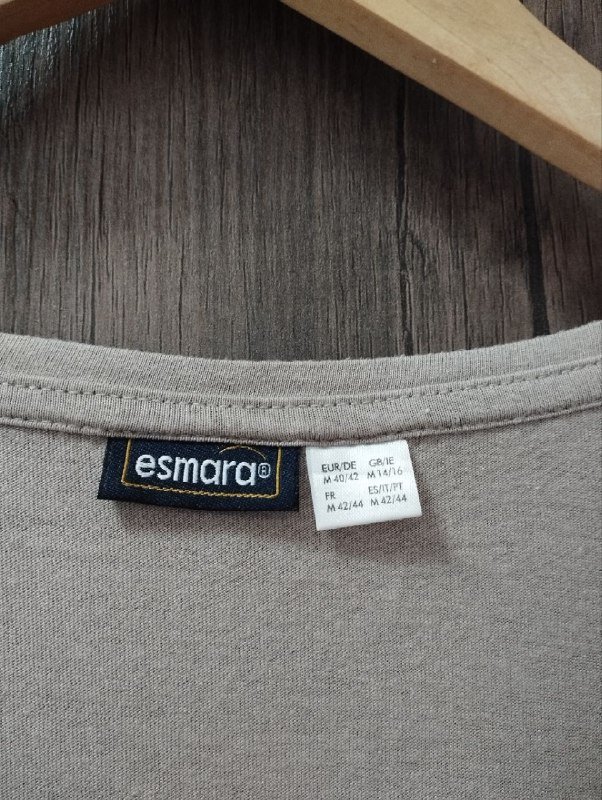 esmara®
EUR/DE GB/IE
M 40/42 M 14/16
FR ES/IT/PT
M 42/44 M 42/44